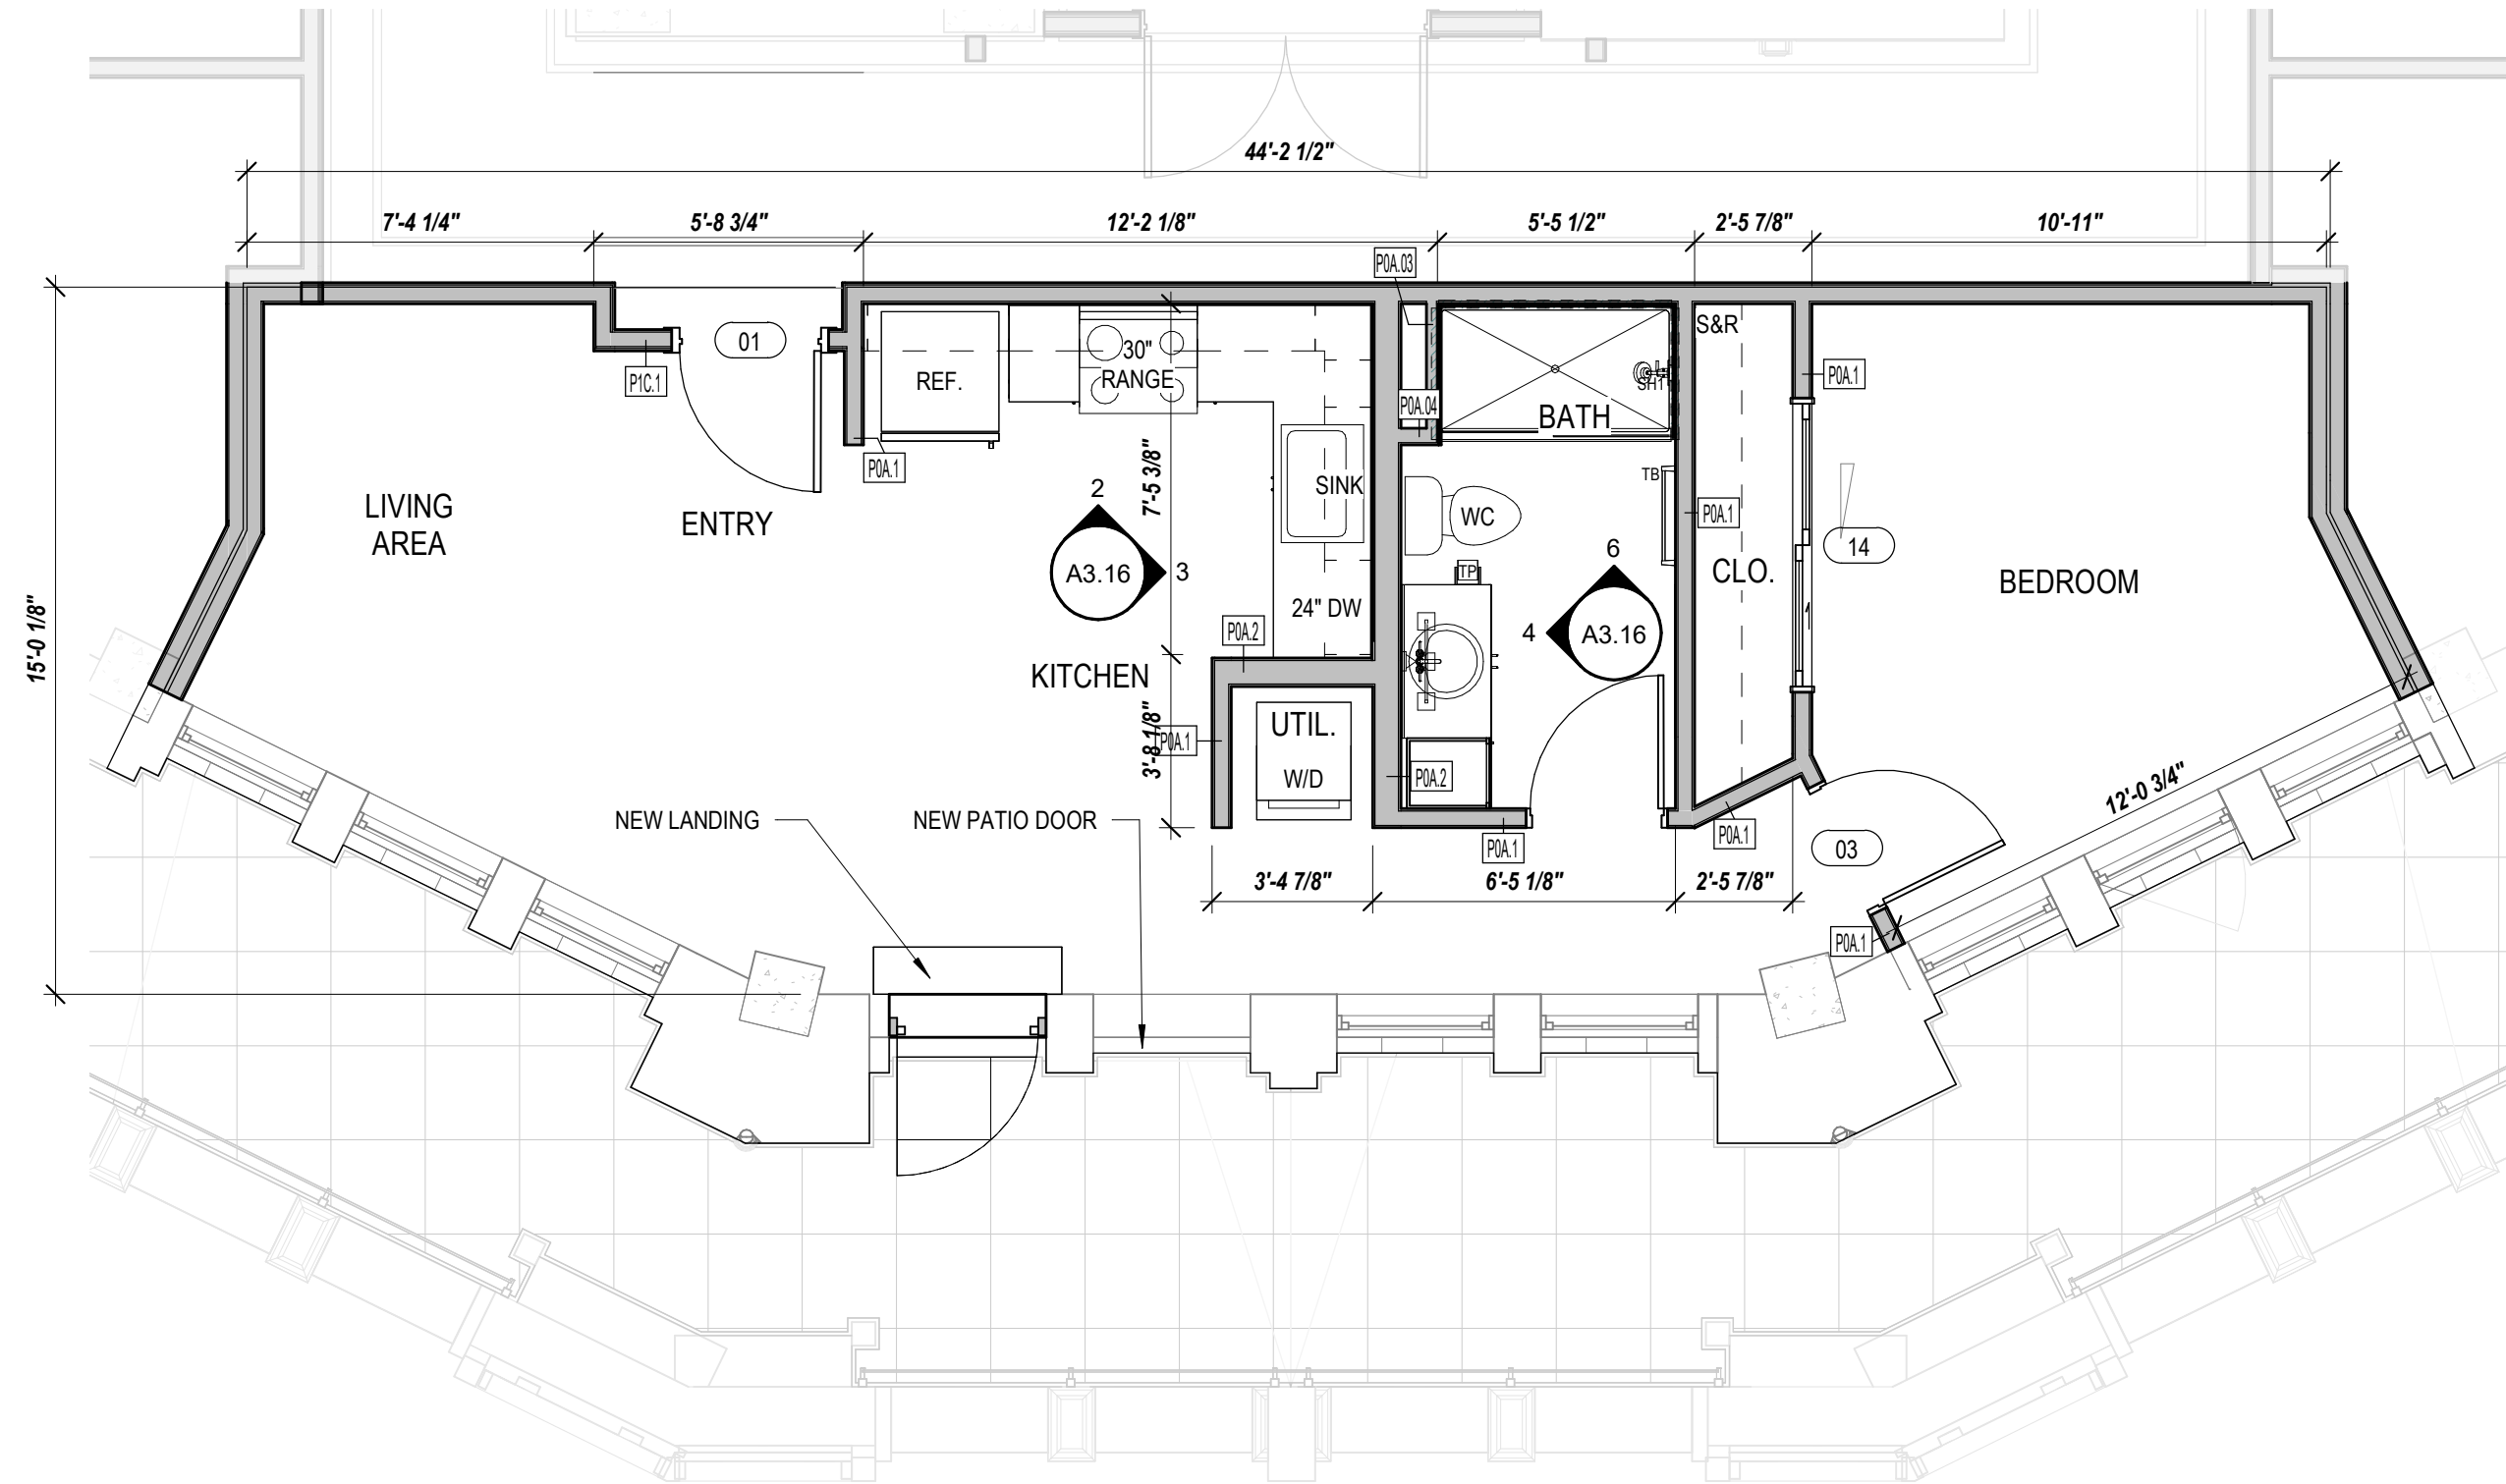 44'-2 1/2"
7'-4 1/4"
5'-8 3/4"
12'-2 1/8"
5'-5 1/2"
2'-5 7/8"
10'-11"
P0A.03
S&R
01
30"
RANGE
REF.
P1C.1
SH1
P0A.1
P0A.04
BATH
P0A.1
7'-5 3/8"
TB
SINK
2
LIVING
AREA
ENTRY
WC
P0A.1
14
6
A3.16
3
TP
CLO.
BEDROOM
15'-0 1/8"
24" DW
1
P0A.2
4
A3.16
KITCHEN
UTIL.
P0A.1
3'-8 1/8"
W/D
P0A.2
12'-0 3/4"
NEW LANDING
NEW PATIO DOOR
P0A.1
P0A.1
03
3'-4 7/8"
6'-5 1/8"
2'-5 7/8"
P0A.1